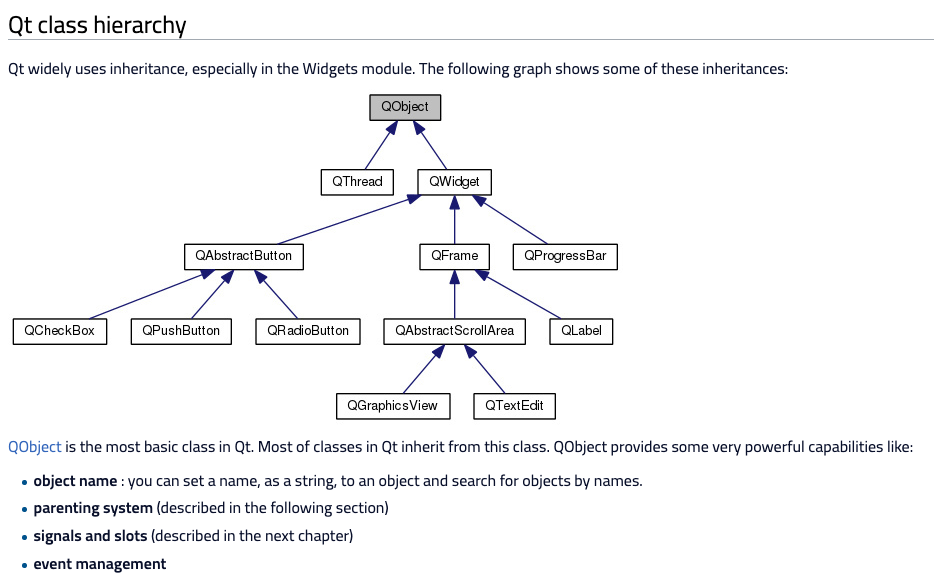 Qt class hierarchy
Qt widely uses inheritance, especially in the Widgets module. The following graph shows some of these inheritances:
QObject
QThread
QWidget
QAbstractButton
QFrame
QProgressBar
QCheckBox
QPushButton
QRadioButton
QAbstractScrollArea
QLabel
QGraphicsView
QTextEdit
QObject is the most basic class in Qt. Most of classes in Qt inherit from this class. QObject provides some very powerful capabilities like:
• object name : you can set a name, as a string, to an object and search for objects by names.
• parenting system (described in the following section)
• signals and slots (described in the next chapter)
• event management